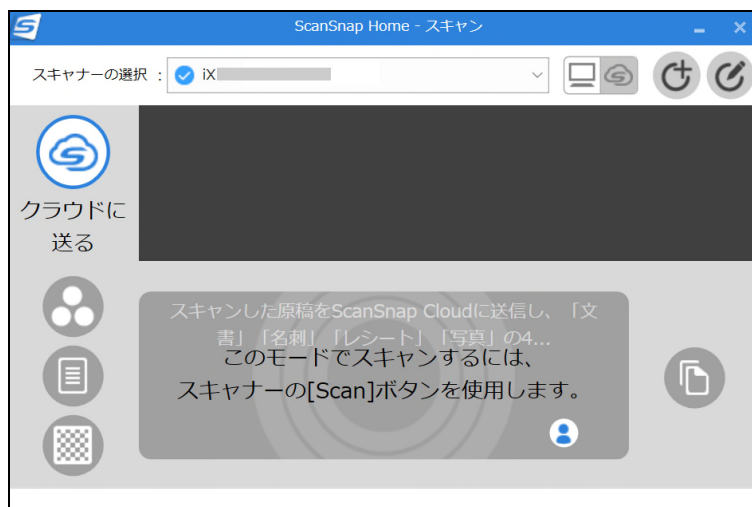 ScanSnap Home - スキャン
スキャナーの選択 :
iX
クラウドに
送る
スキャンした原稿をScanSnap Cloudに送信し、「文
書」「名刺」「レシート」「写真」の4...
このモードでスキャンするには、
スキャナーの[Scan]ボタンを使用します。